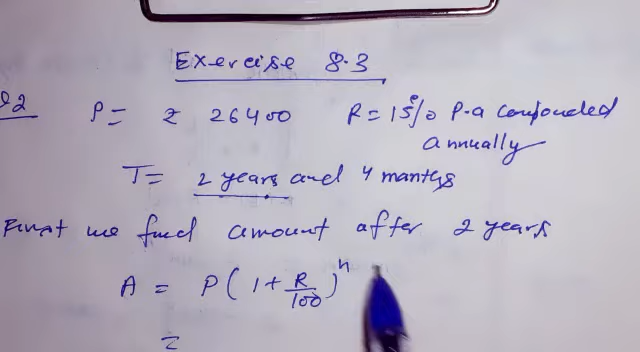 Exercise 8.3
Q2 P = ₹ 26400 R = 15% P.a compounded
annually
T = 2 years and 4 months
First we find amount after 2 years
A = P(1+R/100)^n
=